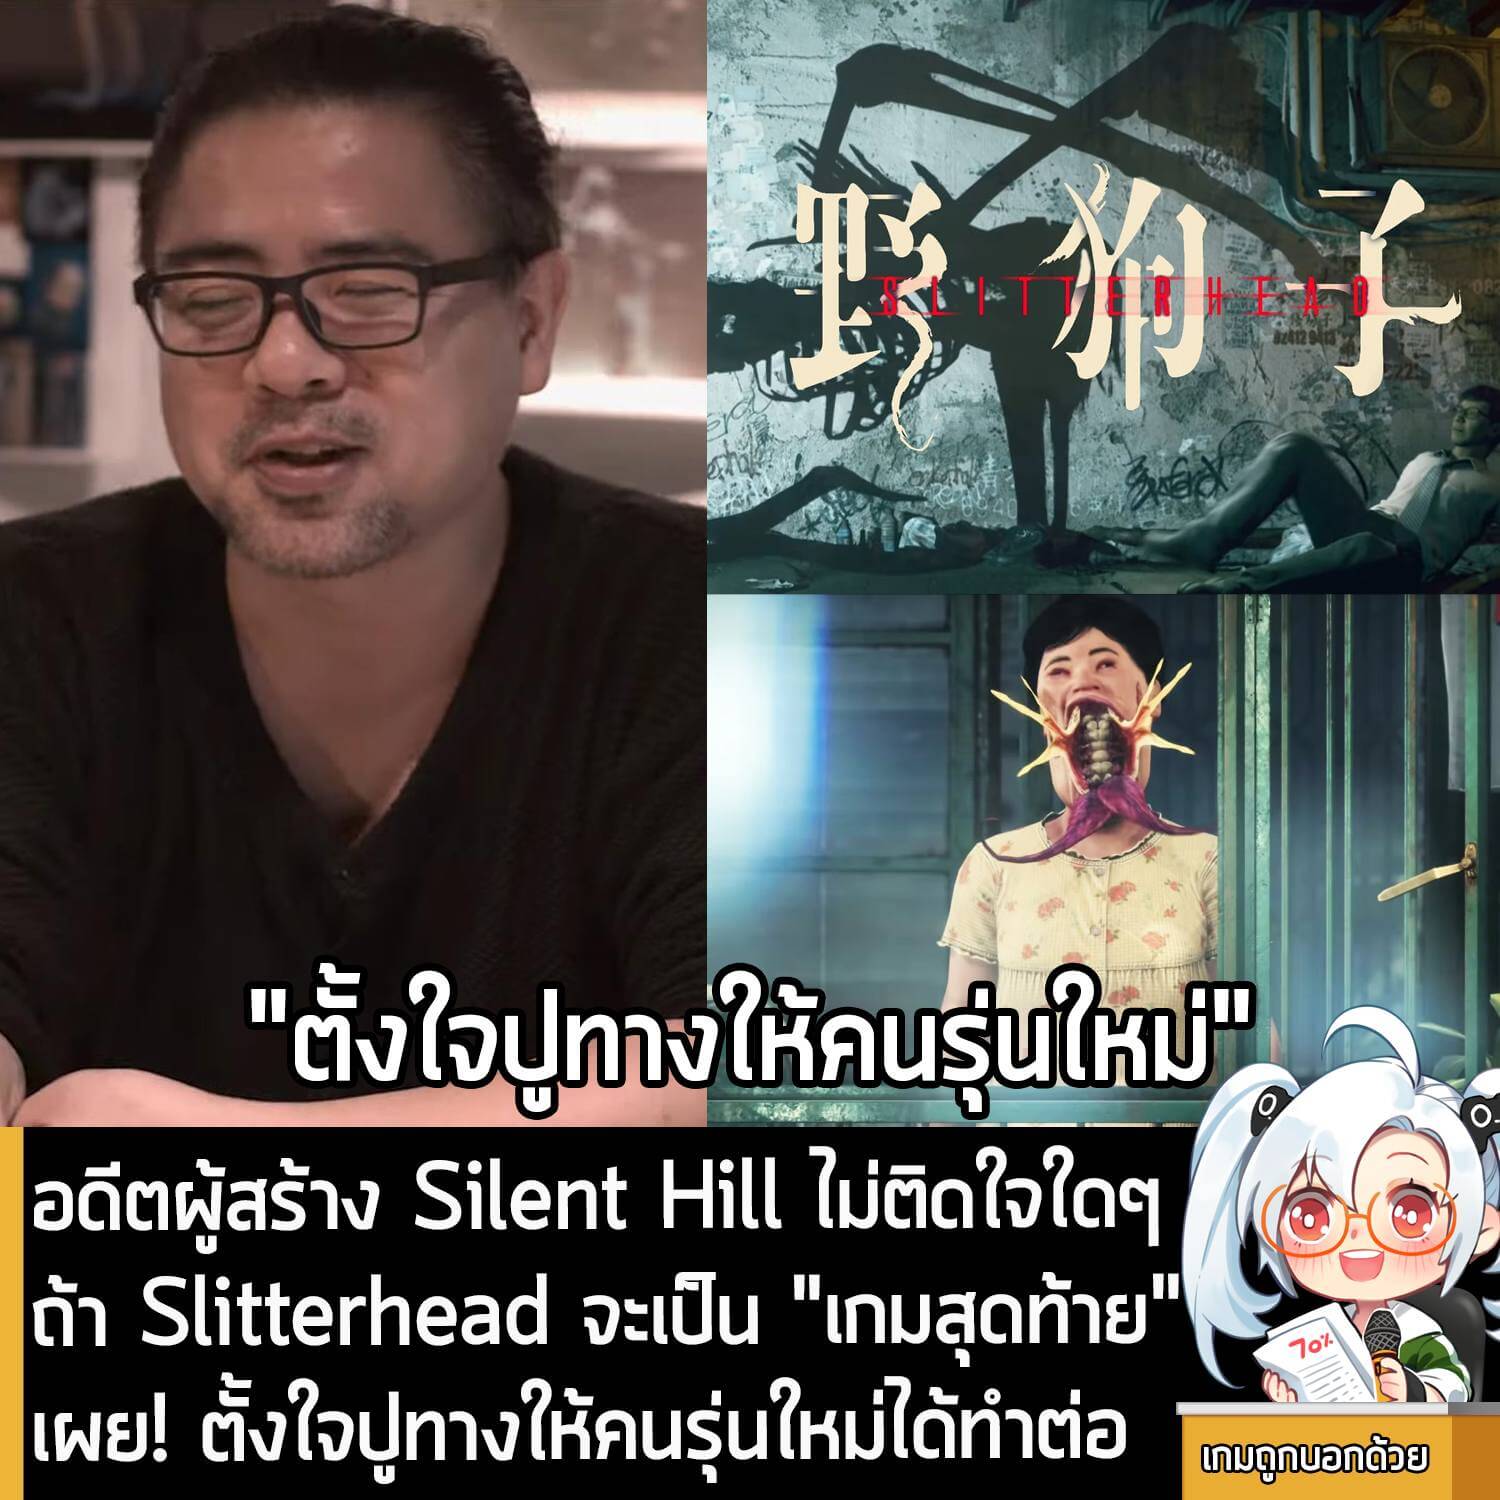 野狗子
SLITTERHEAD
"ตั้งใจปูทางให้คนรุ่นใหม่"
อดีตผู้สร้าง Silent Hill ไม่ติดใจใดๆ
ถ้า Slitterhead จะเป็น "เกมสุดท้าย"
เผย! ตั้งใจปูทางให้คนรุ่นใหม่ได้ทำต่อ
70%
เกมถูกบอกด้วย